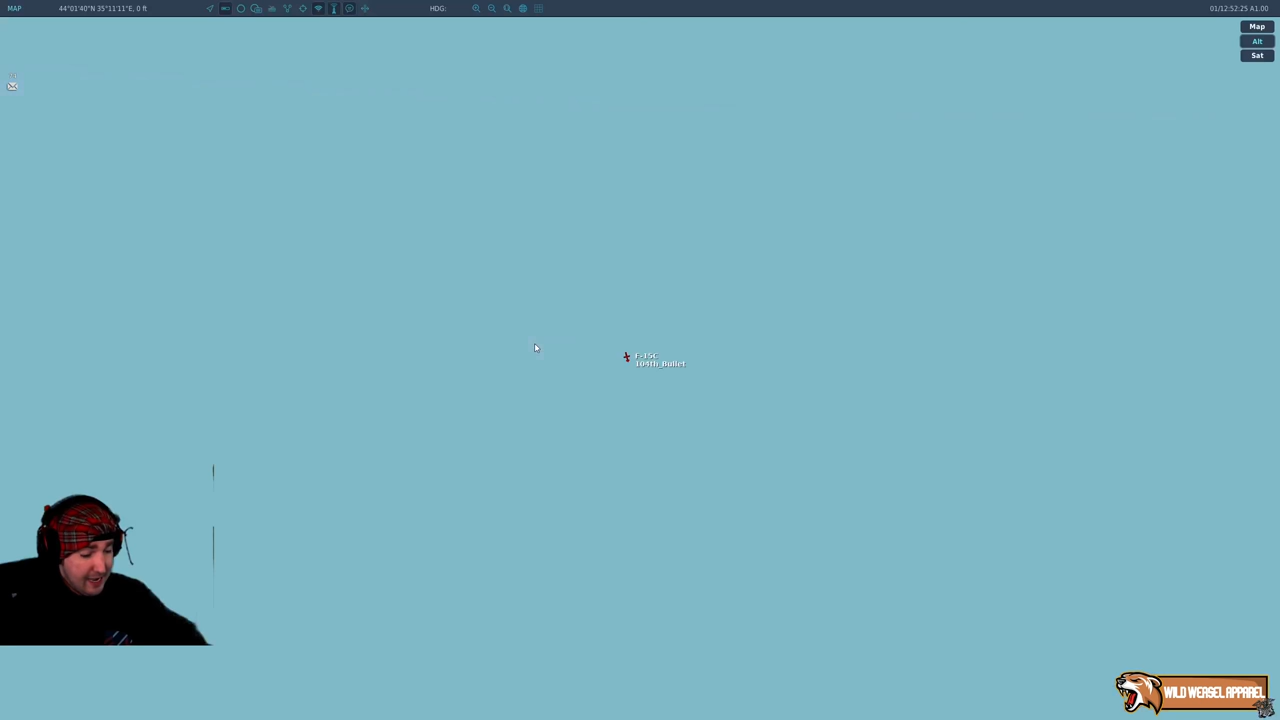 MAP 44°01'40"N 35°11'11"E, 0 ft HDG: 01/12:52:25 A1.00
Map
Alt
Sat
F-15C
104th_Bullet
WILD WEASEL APPAREL